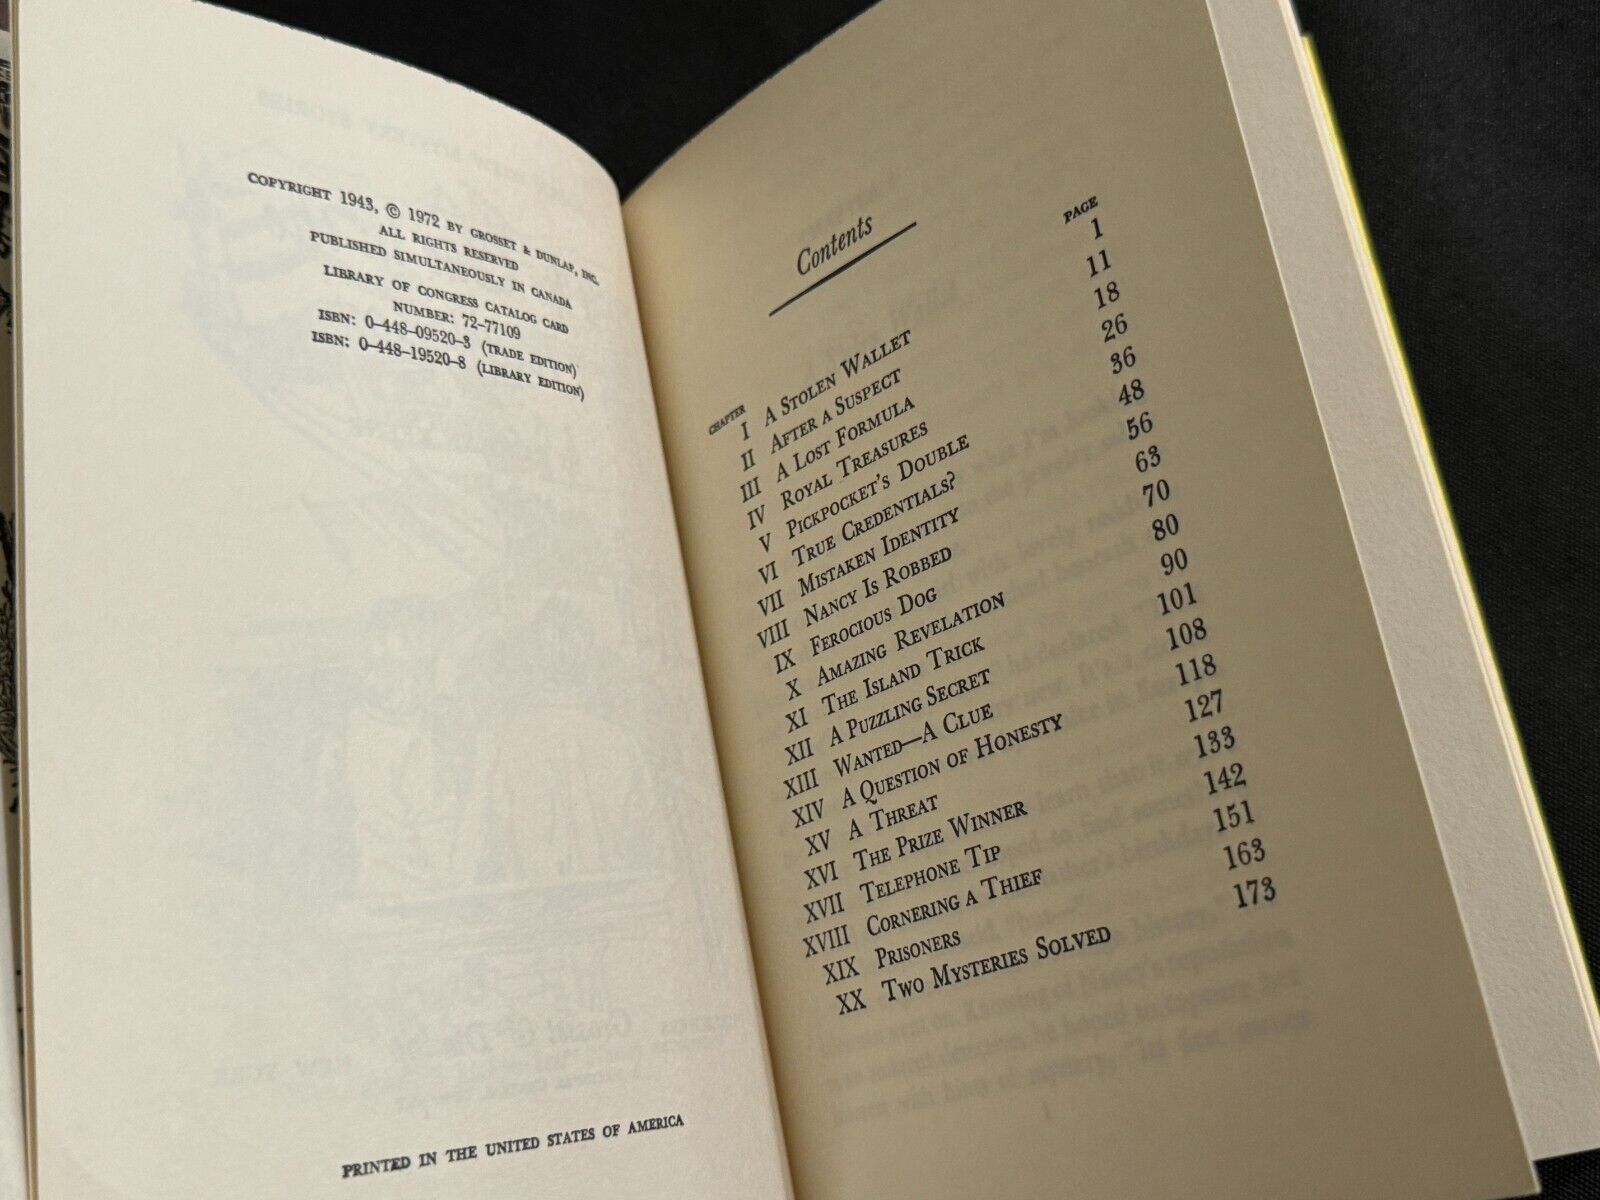 COPYRIGHT 1943, © 1972 BY GROSSET & DUNLAP, INC.
ALL RIGHTS RESERVED
PUBLISHED SIMULTANEOUSLY IN CANADA
LIBRARY OF CONGRESS CATALOG CARD
NUMBER: 72-77109
ISBN: 0-448-09520-3 (TRADE EDITION)
ISBN: 0-448-19520-8 (LIBRARY EDITION)
PRINTED IN THE UNITED STATES OF AMERICA
Contents
CHAPTER PAGE
I A STOLEN WALLET 1
II AFTER A SUSPECT 11
III A LOST FORMULA 18
IV ROYAL TREASURES 26
V PICKPOCKET'S DOUBLE 36
VI TRUE CREDENTIALS? 48
VII MISTAKEN IDENTITY 56
VIII NANCY IS ROBBED 63
IX FEROCIOUS DOG 70
X AMAZING REVELATION 80
XI THE ISLAND TRICK 90
XII A PUZZLING SECRET 101
XIII WANTED—A CLUE 108
XIV A QUESTION OF HONESTY 118
XV A THREAT 127
XVI THE PRIZE WINNER 133
XVII TELEPHONE TIP 142
XVIII CORNERING A THIEF 151
XIX PRISONERS 163
XX TWO MYSTERIES SOLVED 173